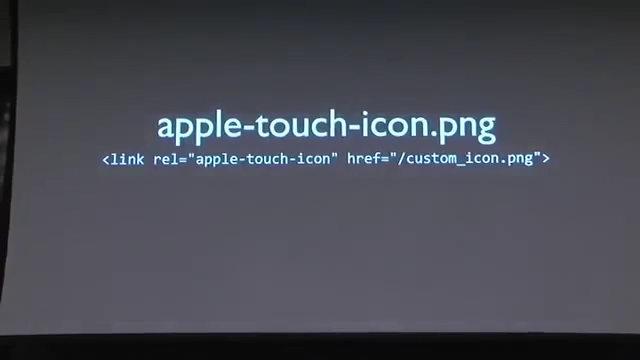 apple-touch-icon.png
<link rel="apple-touch-icon" href="/custom_icon.png">